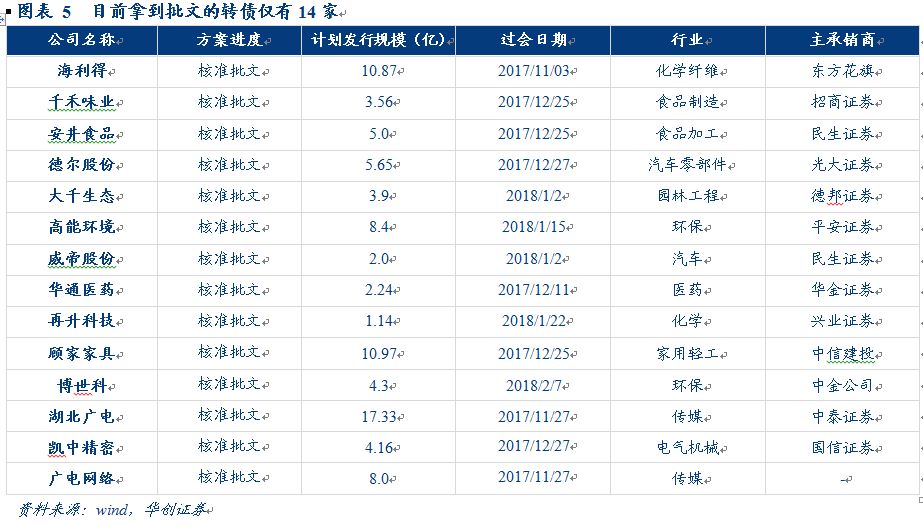 图表 5 目前拿到批文的转债仅有 14 家
公司名称 方案进度 计划发行规模（亿） 过会日期 行业 主承销商
海利得 核准批文 10.87 2017/11/03 化学纤维 东方花旗
千禾味业 核准批文 3.56 2017/12/25 食品制造 招商证券
安井食品 核准批文 5.0 2017/12/25 食品加工 民生证券
德尔股份 核准批文 5.65 2017/12/27 汽车零部件 光大证券
大千生态 核准批文 3.9 2018/1/2 园林工程 德邦证券
高能环境 核准批文 8.4 2018/1/15 环保 平安证券
威帝股份 核准批文 2.0 2018/1/2 汽车 民生证券
华通医药 核准批文 2.24 2017/12/11 医药 华金证券
再升科技 核准批文 1.14 2018/1/22 化学 兴业证券
顾家家具 核准批文 10.97 2017/12/25 家用轻工 中信建投
博世科 核准批文 4.3 2018/2/7 环保 中金公司
湖北广电 核准批文 17.33 2017/11/27 传媒 中泰证券
凯中精密 核准批文 4.16 2017/12/27 电气机械 国信证券
广电网络 核准批文 8.0 2017/11/27 传媒 -
资料来源：wind，华创证券